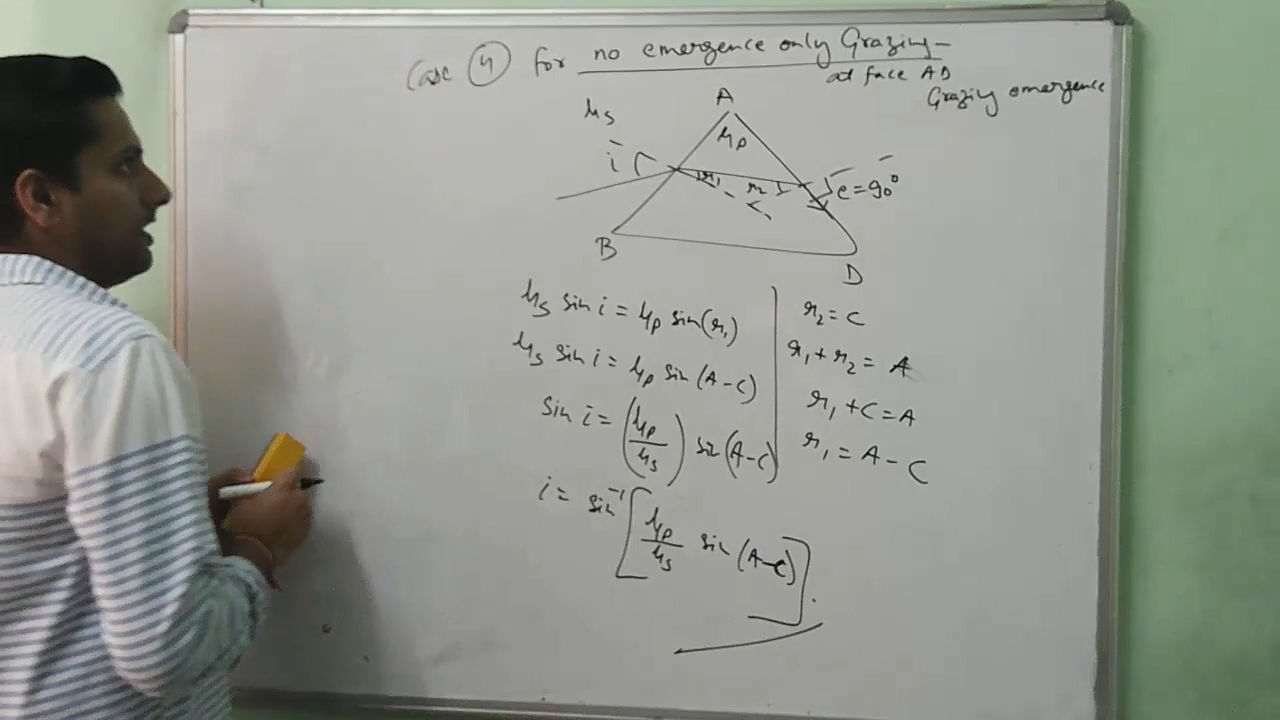 Case (4) For no emergence only Grazing
at face AD
Grazing emergence
A
μs
μp
i
r1
r2
e=90°
B
D
μs sin i = μp sin(r1)
μs sin i = μp sin (A-C)
sin i = (μp/μs) sin (A-C)
i = sin⁻¹ [μp/μs sin (A-C)]
r2 = C
r1 + r2 = A
r1 + C = A
r1 = A - C